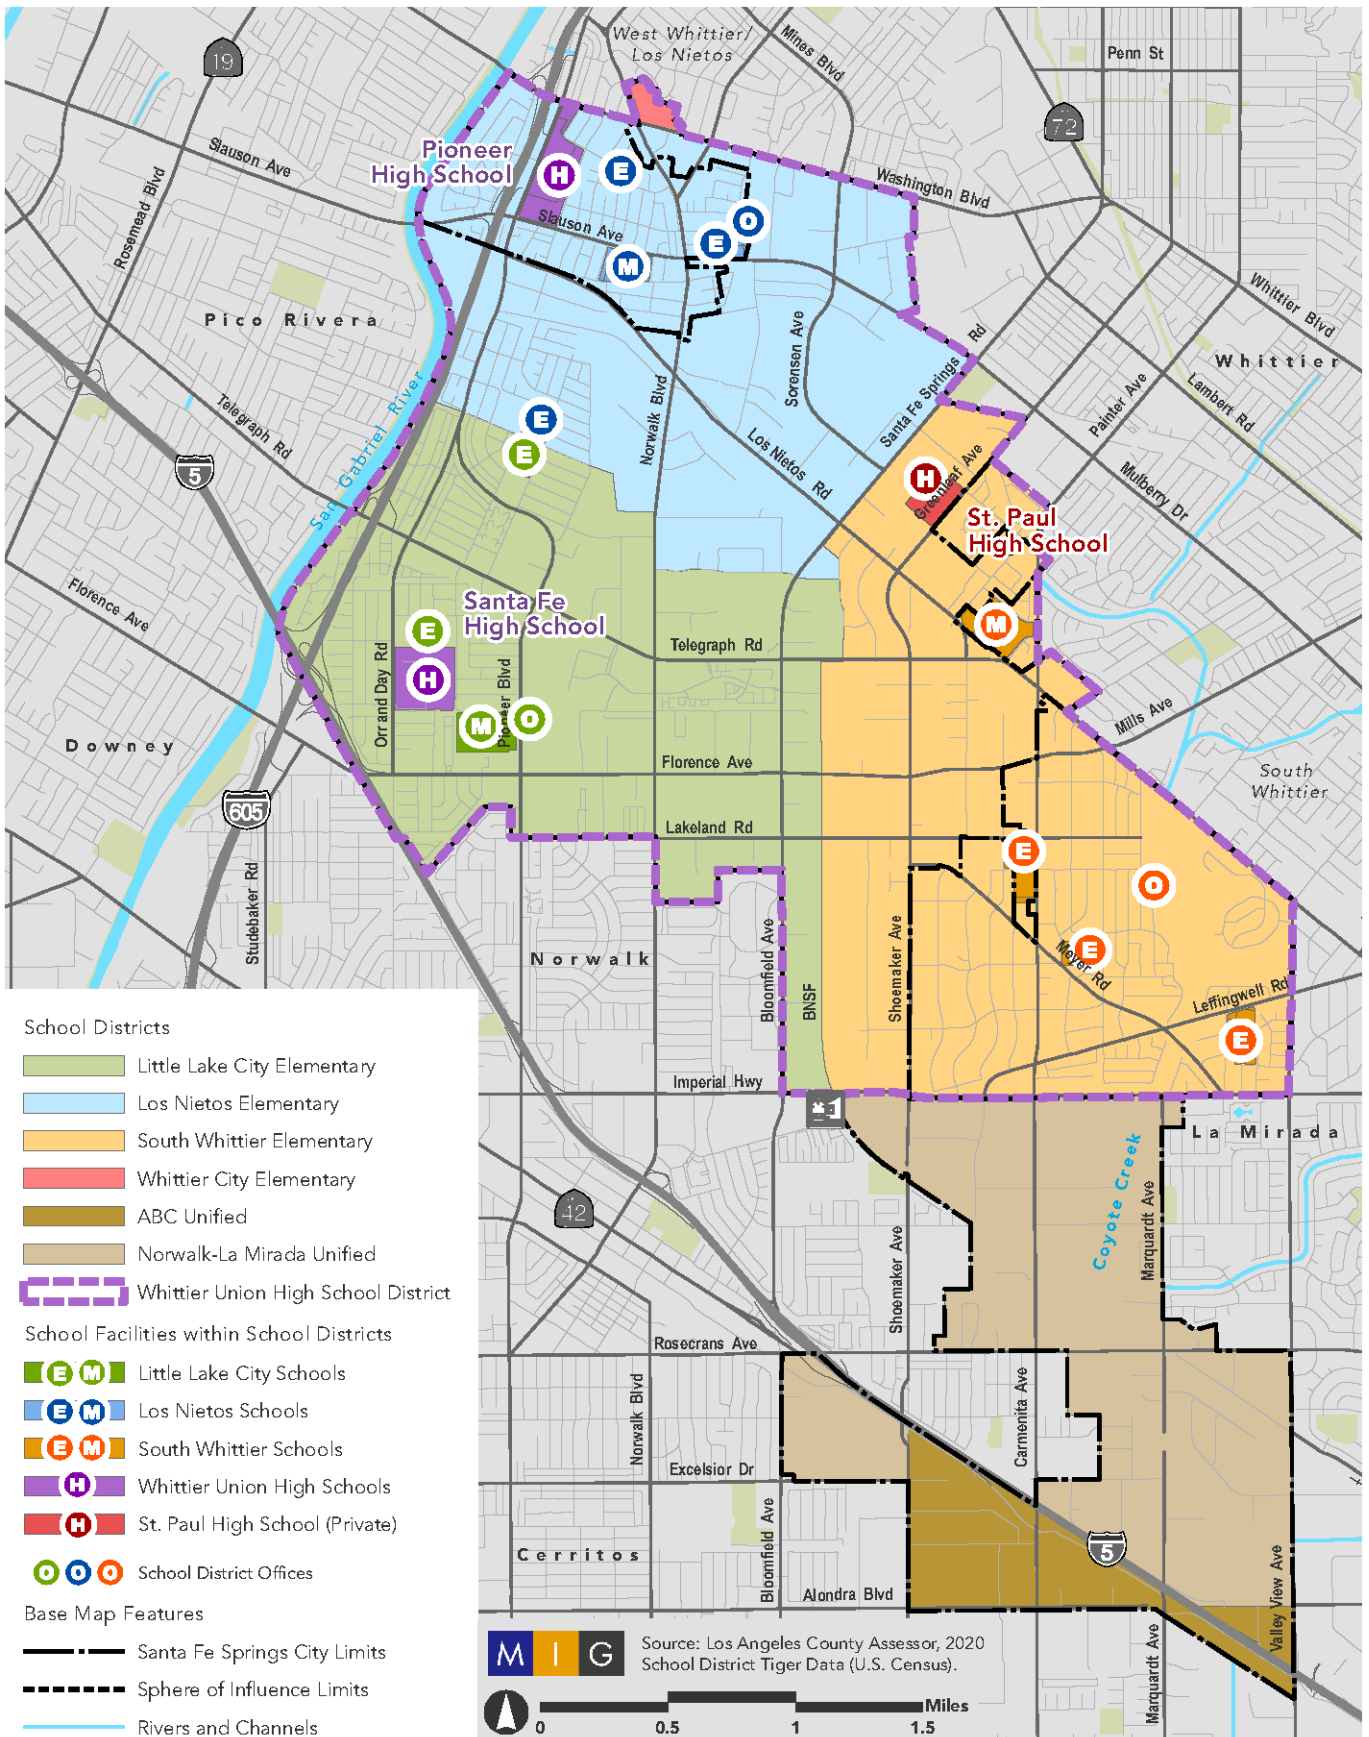 West Whittier/
Los Nietos
Mines Blvd
Penn St
19
72
Pioneer
High School
Slauson Ave
Rosemead Blvd
H
E
Washington Blvd
O
E
Slauson Ave
M
Whittier Blvd
Pico Rivera
Santa Fe Springs Rd
Sorensen Ave
Whittier
Painter Ave
Lambert Rd
Telegraph Rd
San Gabriel River
Norwalk Blvd
Los Nietos Rd
E
E
5
H
Greenleaf Ave
Mulberry Dr
St. Paul
High School
Florence Ave
Santa Fe
High School
E
M
Telegraph Rd
H
Orr and Day Rd
Pioneer Blvd
M
O
Mills Ave
Downey
Florence Ave
South
Whittier
605
Lakeland Rd
E
O
Studebaker Rd
Norwalk
Bloomfield Ave
BNSF
Shoemaker Ave
E
Meyer Rd
Leffingwell Rd
E
Imperial Hwy
La Mirada
Coyote Creek
Marquardt Ave
42
Shoemaker Ave
Rosecrans Ave
Norwalk Blvd
Carmenita Ave
Excelsior Dr
Bloomfield Ave
Cerritos
5
Alondra Blvd
Valley View Ave
Marquardt Ave
School Districts
Little Lake City Elementary
Los Nietos Elementary
South Whittier Elementary
Whittier City Elementary
ABC Unified
Norwalk-La Mirada Unified
Whittier Union High School District
School Facilities within School Districts
E M Little Lake City Schools
E M Los Nietos Schools
E M South Whittier Schools
H Whittier Union High Schools
H St. Paul High School (Private)
O O O School District Offices
Base Map Features
Santa Fe Springs City Limits
Sphere of Influence Limits
Rivers and Channels
M I G
Source: Los Angeles County Assessor, 2020
School District Tiger Data (U.S. Census).
Miles
0 0.5 1 1.5